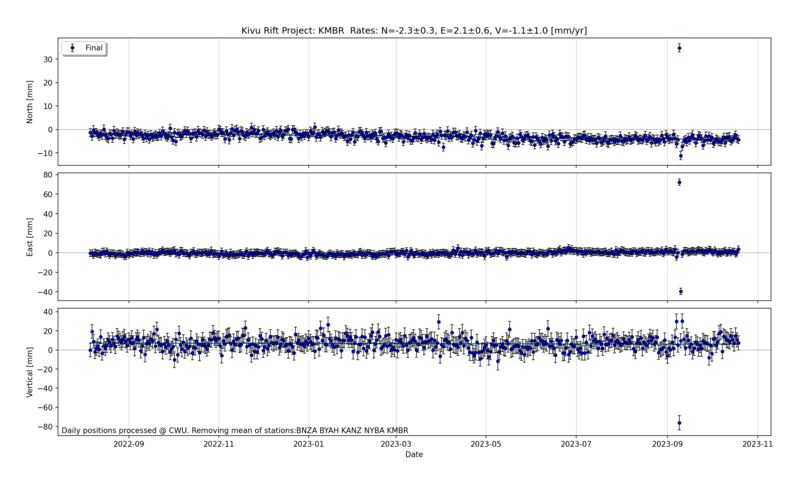 Kivu Rift Project: KMBR Rates: N=-2.3±0.3, E=2.1±0.6, V=-1.1±1.0 [mm/yr]
Final
North [mm]
30
20
10
0
−10
East [mm]
80
60
40
20
0
−20
−40
Vertical [mm]
40
20
0
−20
−40
−60
−80
Daily positions processed @ CWU. Removing mean of stations:BNZA BYAH KANZ NYBA KMBR
2022-09 2022-11 2023-01 2023-03 2023-05 2023-07 2023-09 2023-11
Date